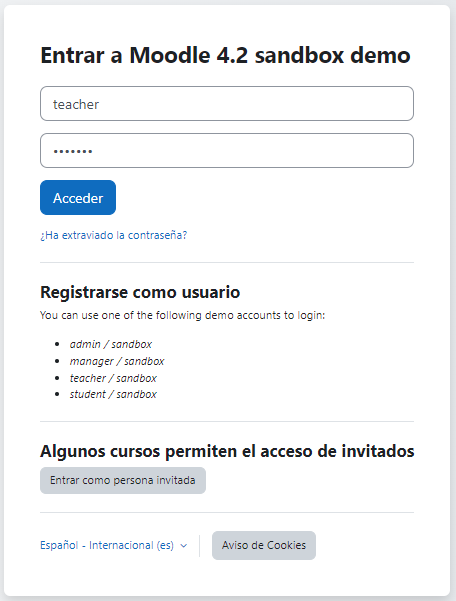 Entrar a Moodle 4.2 sandbox demo
teacher
•••••••
Acceder
¿Ha extraviado la contraseña?
Registrarse como usuario
You can use one of the following demo accounts to login:
admin / sandbox
manager / sandbox
teacher / sandbox
student / sandbox
Algunos cursos permiten el acceso de invitados
Entrar como persona invitada
Español - Internacional (es)
Aviso de Cookies